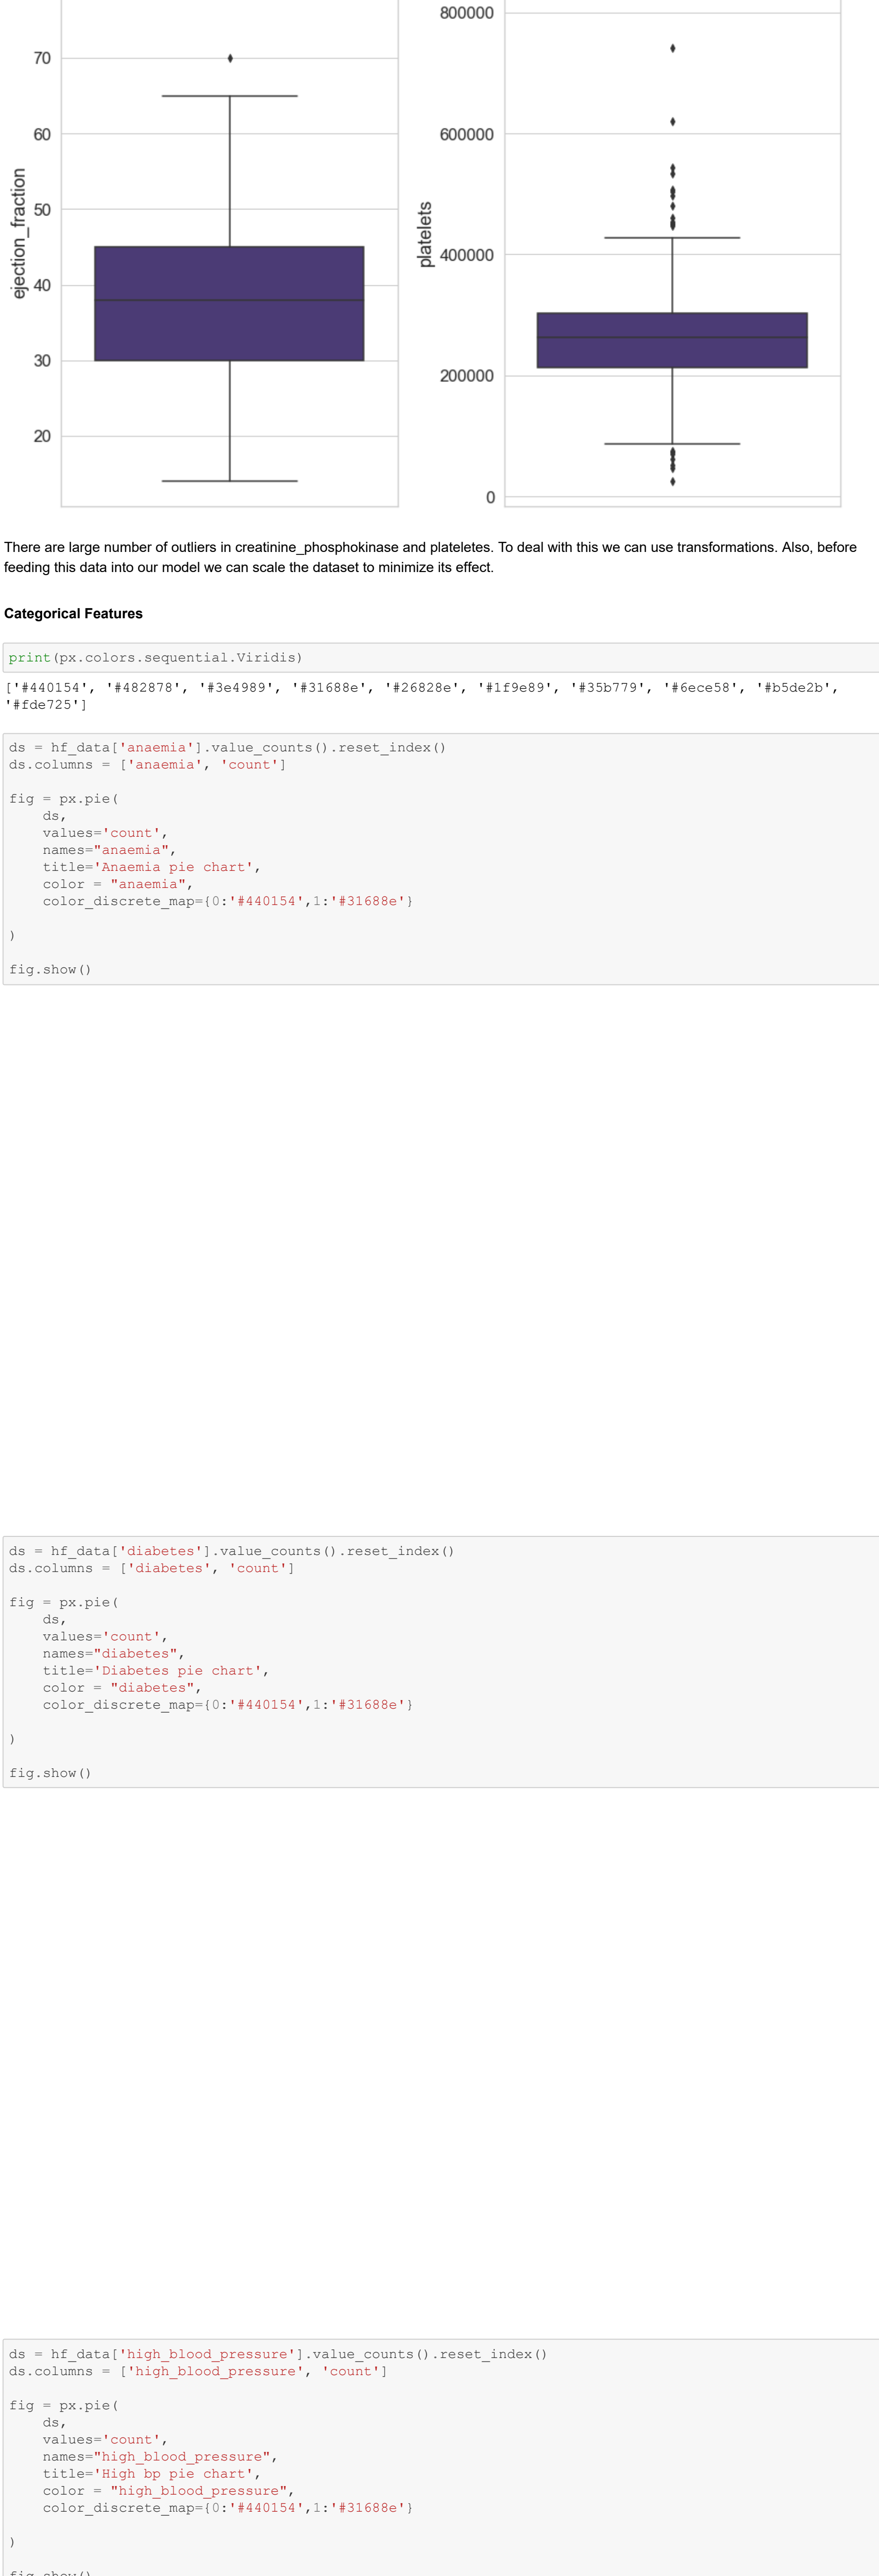 800000
70
60
600000
50
ejection_fraction
platelets
40
400000
30
200000
20
0
There are large number of outliers in creatinine_phosphokinase and plateletes. To deal with this we can use transformations. Also, before
feeding this data into our model we can scale the dataset to minimize its effect.
Categorical Features
print(px.colors.sequential.Viridis)
['#440154', '#482878', '#3e4989', '#31688e', '#26828e', '#1f9e89', '#35b779', '#6ece58', '#b5de2b',
'#fde725']
ds = hf_data['anaemia'].value_counts().reset_index()
ds.columns = ['anaemia', 'count']
fig = px.pie(
    ds,
    values='count',
    names="anaemia",
    title='Anaemia pie chart',
    color = "anaemia",
    color_discrete_map={0:'#440154',1:'#31688e'}
)
fig.show()
ds = hf_data['diabetes'].value_counts().reset_index()
ds.columns = ['diabetes', 'count']
fig = px.pie(
    ds,
    values='count',
    names="diabetes",
    title='Diabetes pie chart',
    color = "diabetes",
    color_discrete_map={0:'#440154',1:'#31688e'}
)
fig.show()
ds = hf_data['high_blood_pressure'].value_counts().reset_index()
ds.columns = ['high_blood_pressure', 'count']
fig = px.pie(
    ds,
    values='count',
    names="high_blood_pressure",
    title='High bp pie chart',
    color = "high_blood_pressure",
    color_discrete_map={0:'#440154',1:'#31688e'}
)
fig.show()